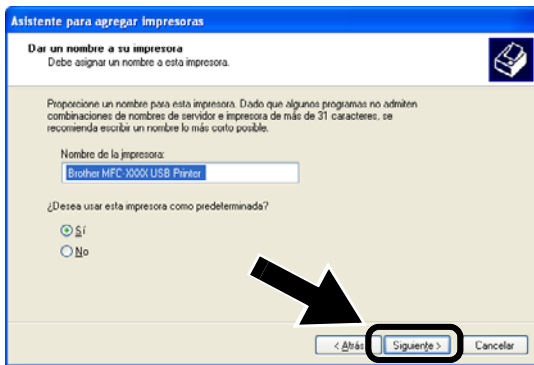 Asistente para agregar impresoras
Dar un nombre a su impresora
Debe asignar un nombre a esta impresora.
Proporcione un nombre para esta impresora. Dado que algunos programas no admiten
combinaciones de nombres de servidor e impresora de más de 31 caracteres, se
recomienda escribir un nombre lo más corto posible.
Nombre de la impresora:
Brother MFC-XXXX USB Printer
¿Desea usar esta impresora como predeterminada?
Sí
No
< Atrás
Siguiente >
Cancelar